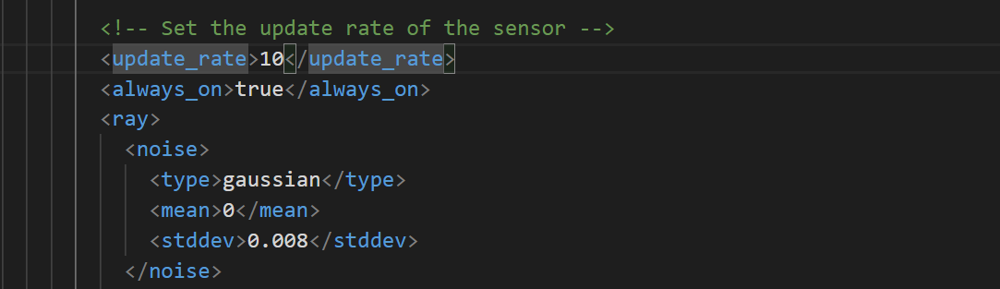 <!-- Set the update rate of the sensor -->
<update_rate>10</update_rate>
<always_on>true</always_on>
<ray>
<noise>
<type>gaussian</type>
<mean>0</mean>
<stddev>0.008</stddev>
</noise>